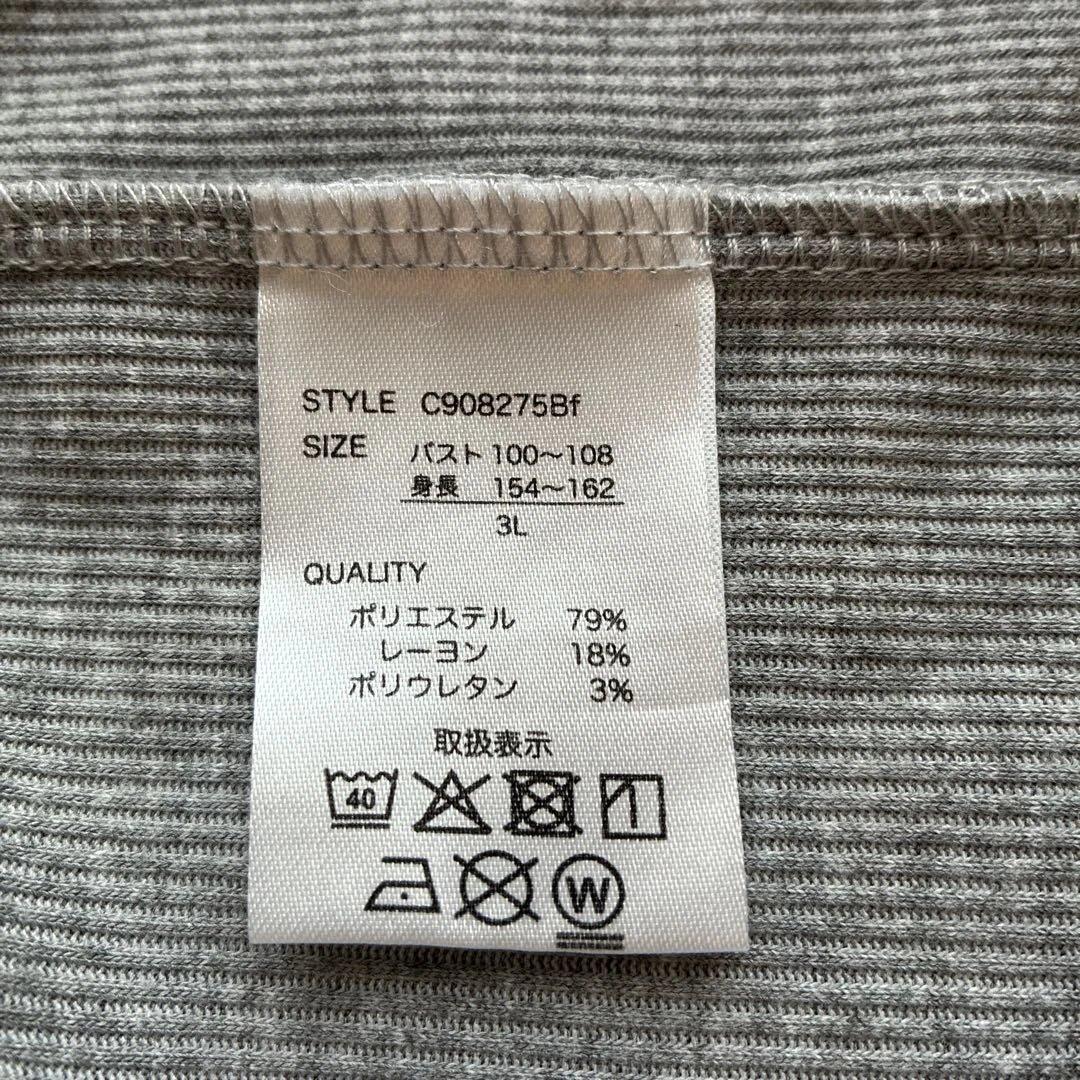 STYLE C908275Bf
SIZE バスト 100～108
身長 154～162
3L
QUALITY
ポリエステル 79%
レーヨン 18%
ポリウレタン 3%
取扱表示
40
W